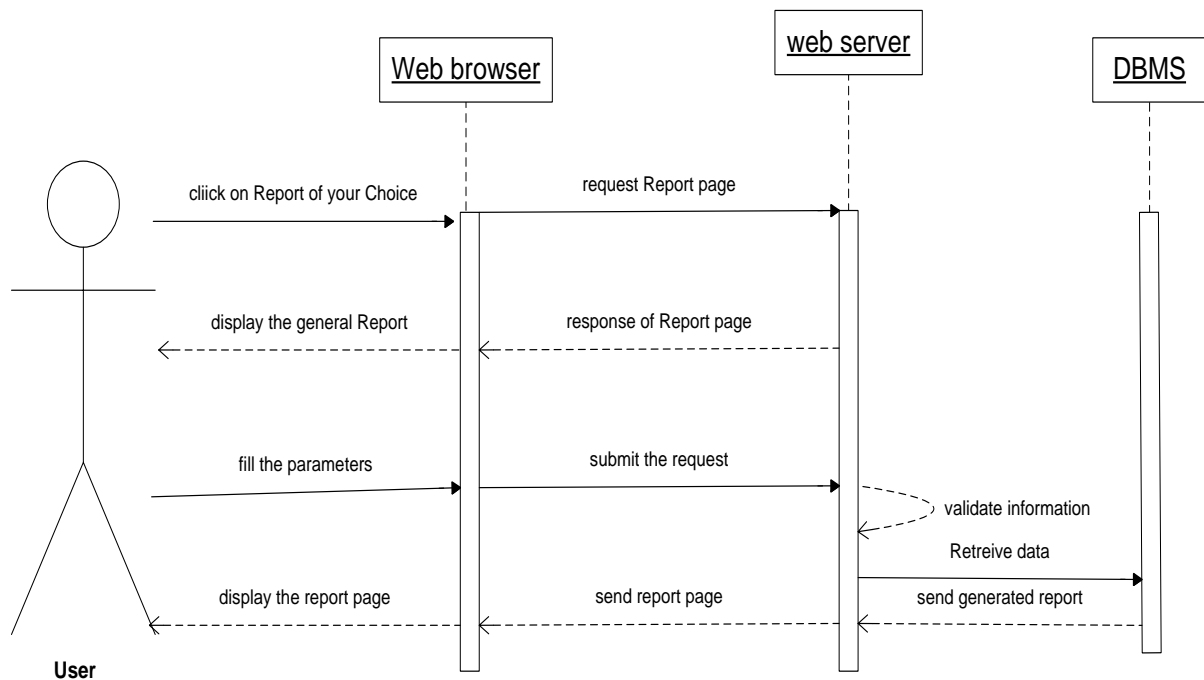 Web browser
web server
DBMS
cliick on Report of your Choice
request Report page
display the general Report
response of Report page
fill the parameters
submit the request
validate information
Retreive data
display the report page
send report page
send generated report
User